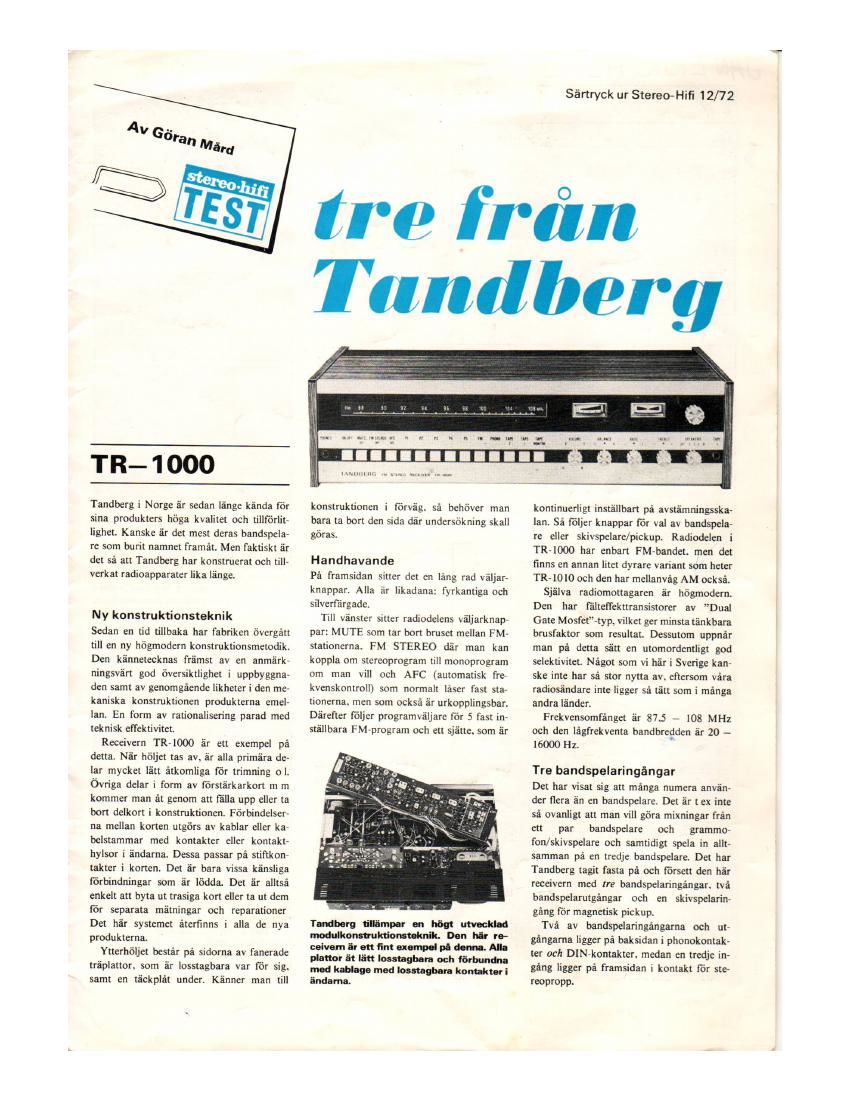 Särtryck ur Stereo-Hifi 12/72
Av Göran Mård
stereo-hifi
TEST
tre från
Tandberg
TANDBERG
TR–1000
Tandberg i Norge är sedan länge kända för
sina produkters höga kvalitet och tillförlit-
lighet. Kanske är det mest deras bandspela-
re som burit namnet framåt. Men faktiskt är
det så att Tandberg har konstruerat och till-
verkat radioapparater lika länge.
Ny konstruktionsteknik
Sedan en tid tillbaka har fabriken övergått
till en ny högmodern konstruktionsmetodik.
Den kännetecknas främst av en anmärk-
ningsvärt god översiktlighet i uppbyggna-
den samt av genomgående likheter i den me-
kaniska konstruktionen produkterna emel-
lan. En form av rationalisering parad med
teknisk effektivitet.
Receivern TR-1000 är ett exempel på
detta. När höljet tas av, är alla primära de-
lar mycket lätt åtkomliga för trimning o l.
Övriga delar i form av förstärkarkort m m
kommer man åt genom att fälla upp eller ta
bort delkort i konstruktionen. Förbindelser-
na mellan korten utgörs av kablar eller ka-
belstammar med kontakter eller kontakt-
hylsor i ändarna. Dessa passar på stiftkon-
takter i korten. Det är bara vissa känsliga
förbindningar som är lödda. Det är alltså
enkelt att byta ut trasiga kort eller ta ut dem
för separata mätningar och reparationer
Det här systemet återfinns i alla de nya
produkterna.
Ytterhöljet består på sidorna av fanerade
träplattor, som är losstagbara var för sig,
samt en täckplåt under. Känner man till
konstruktionen i förväg, så behöver man
bara ta bort den sida där undersökning skall
göras.
Handhavande
På framsidan sitter det en lång rad väljar-
knappar. Alla är likadana: fyrkantiga och
silverfärgade.
Till vänster sitter radiodelens väljarknap-
par: MUTE som tar bort bruset mellan FM-
stationerna. FM STEREO där man kan
koppla om stereoprogram till monoprogram
om man vill och AFC (automatisk fre-
kvenskontroll) som normalt låser fast sta-
tionerna, men som också är urkopplingsbar.
Därefter följer programväljare för 5 fast in-
ställbara FM-program och ett sjätte, som är
Tandberg tillämpar en högt utvecklad
modulkonstruktionsteknik. Den här re-
ceivern är ett fint exempel på denna. Alla
plattor ät lätt losstagbara och förbundna
med kablage med losstagbara kontakter i
ändarna.
kontinuerligt inställbart på avstämningsska-
lan. Så följer knappar för val av bandspela-
re eller skivspelare/pickup. Radiodelen i
TR-1000 har enbart FM-bandet, men det
finns en annan litet dyrare variant som heter
TR-1010 och den har mellanvåg AM också.
Själva radiomottagaren är högmodern.
Den har fälteffekttransistorer av ”Dual
Gate Mosfet”-typ, vilket ger minsta tänkbara
brusfaktor som resultat. Dessutom uppnår
man på detta sätt en utomordentligt god
selektivitet. Något som vi här i Sverige kan-
ske inte har så stor nytta av, eftersom våra
radiosändare inte ligger så tätt som i många
andra länder.
Frekvensomfånget är 87,5 – 108 MHz
och den lågfrekventa bandbredden är 20 –
16000 Hz.
Tre bandspelaringångar
Det har visat sig att många numera använ-
der flera än en bandspelare. Det är t ex inte
så ovanligt att man vill göra mixningar från
ett par bandspelare och grammo-
fon/skivspelare och samtidigt spela in allt-
samman på en tredje bandspelare. Det har
Tandberg tagit fasta på och försett den här
receivern med tre bandspelaringångar, två
bandspelarutgångar och en skivspelarin-
gång för magnetisk pickup.
Två av bandspelaringångarna och ut-
gångarna ligger på baksidan i phonokontak-
ter och DIN-kontakter, medan en tredje in-
gång ligger på framsidan i kontakt för ste-
reopropp.